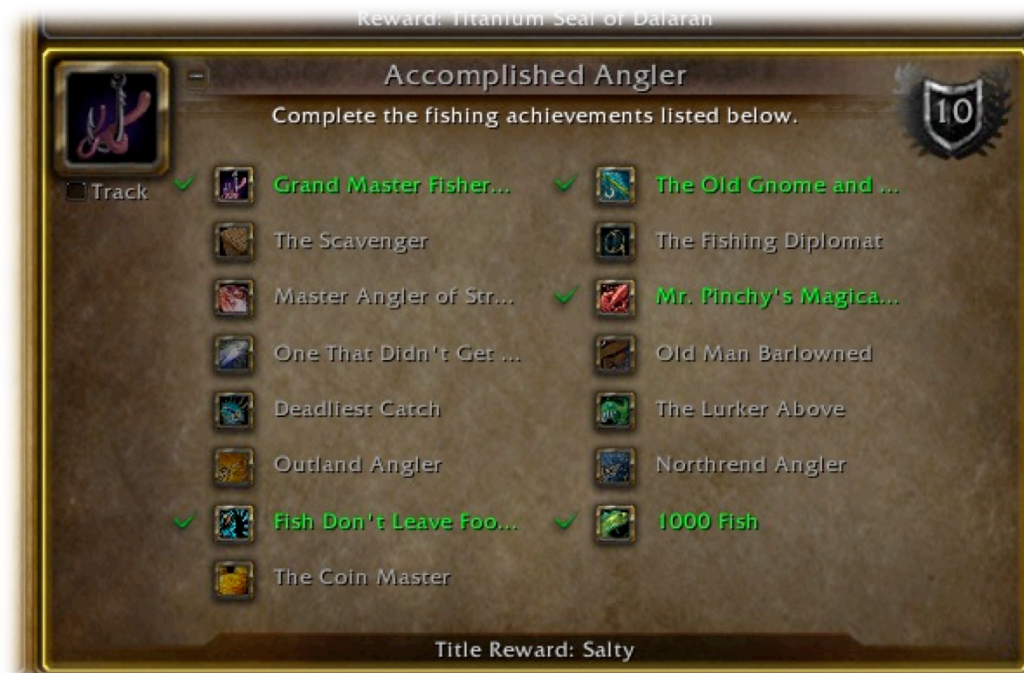 Reward: Titanium Seal of Dalaran
Accomplished Angler
10
Complete the fishing achievements listed below.
Track
Grand Master Fisher...
The Old Gnome and ...
The Scavenger
The Fishing Diplomat
Master Angler of Str...
Mr. Pinchy's Magica...
One That Didn't Get ...
Old Man Barlowned
Deadliest Catch
The Lurker Above
Outland Angler
Northrend Angler
Fish Don't Leave Foo...
1000 Fish
The Coin Master
Title Reward: Salty